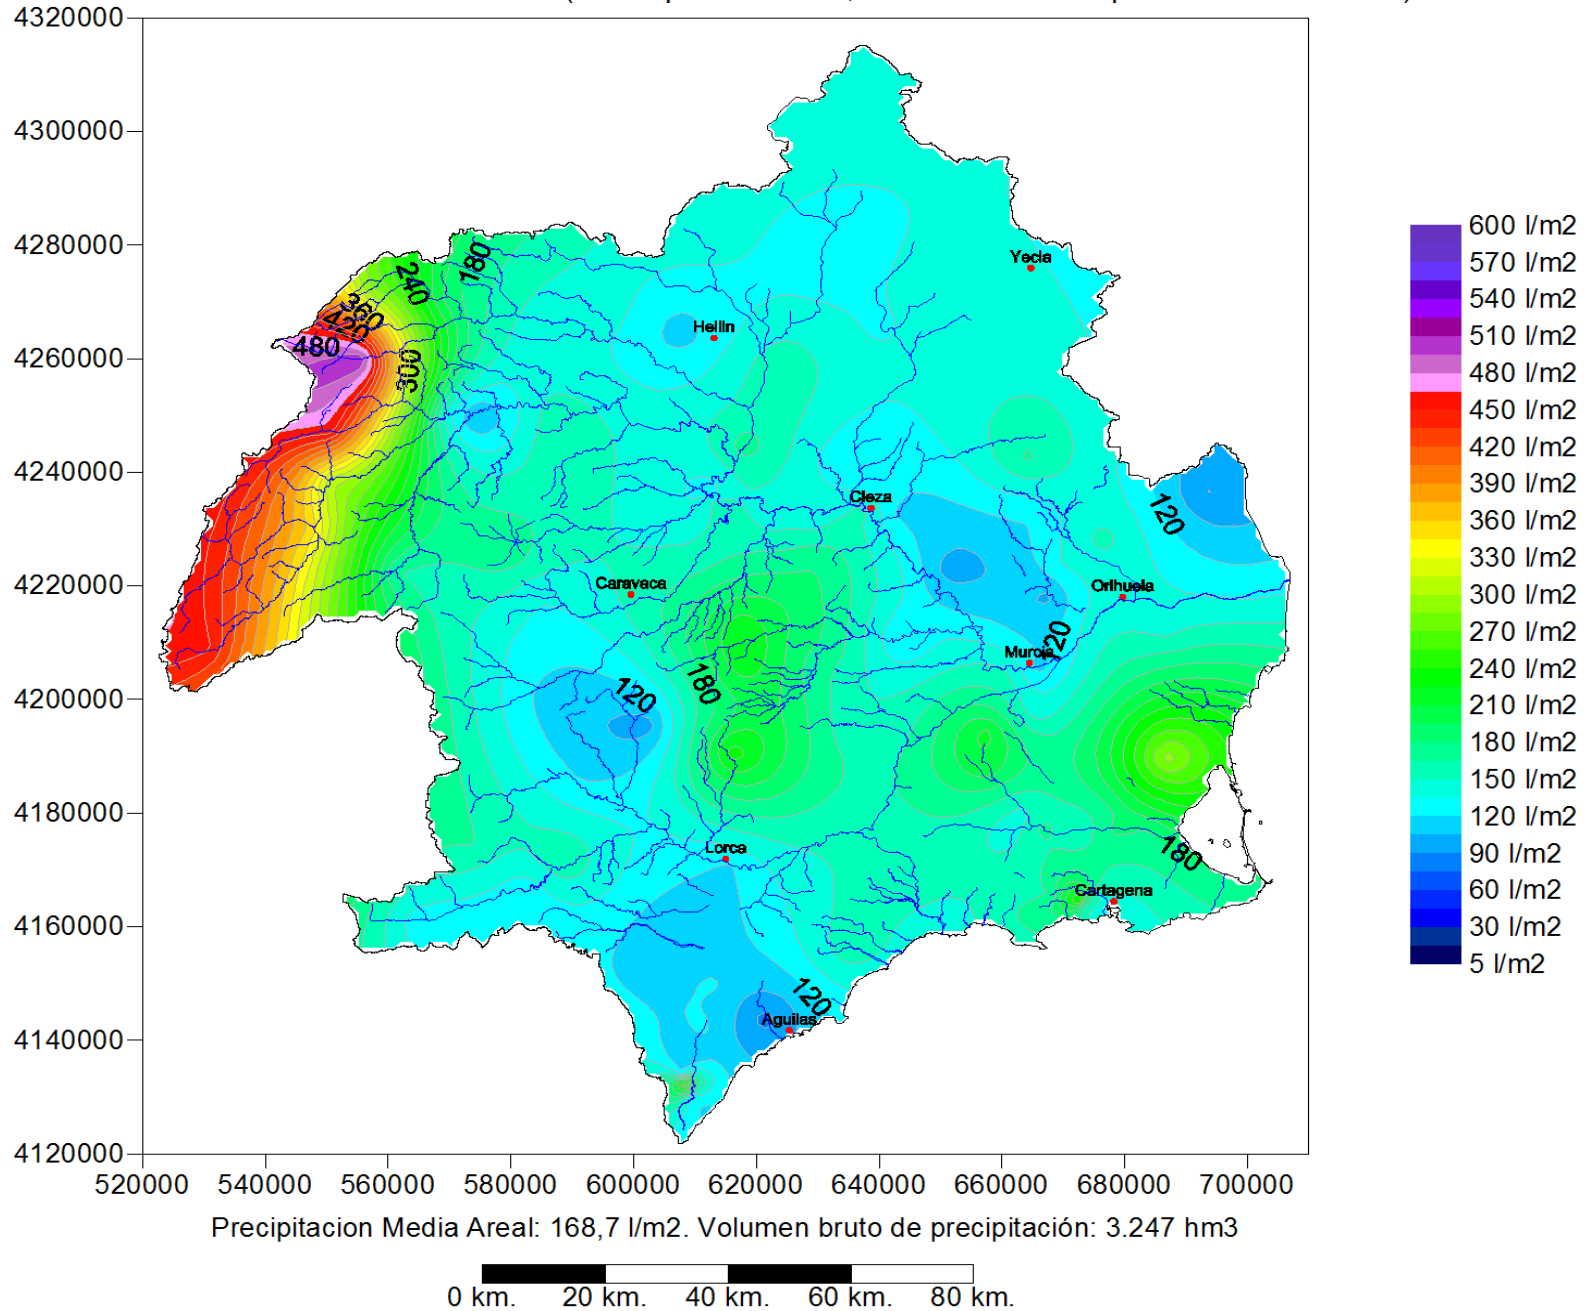 4320000
4300000
4280000
4260000
4240000
4220000
4200000
4180000
4160000
4140000
4120000
520000 540000 560000 580000 600000 620000 640000 660000 680000 700000
180
240
360
420
480
300
Yecla
Hellin
Cieza
120
Caravaca
Orihuela
120
Murcia
180
120
Lorca
180
Cartagena
120
Aguilas
600 l/m2
570 l/m2
540 l/m2
510 l/m2
480 l/m2
450 l/m2
420 l/m2
390 l/m2
360 l/m2
330 l/m2
300 l/m2
270 l/m2
240 l/m2
210 l/m2
180 l/m2
150 l/m2
120 l/m2
90 l/m2
60 l/m2
30 l/m2
5 l/m2
Precipitacion Media Areal: 168,7 l/m2. Volumen bruto de precipitación: 3.247 hm3
0 km. 20 km. 40 km. 60 km. 80 km.